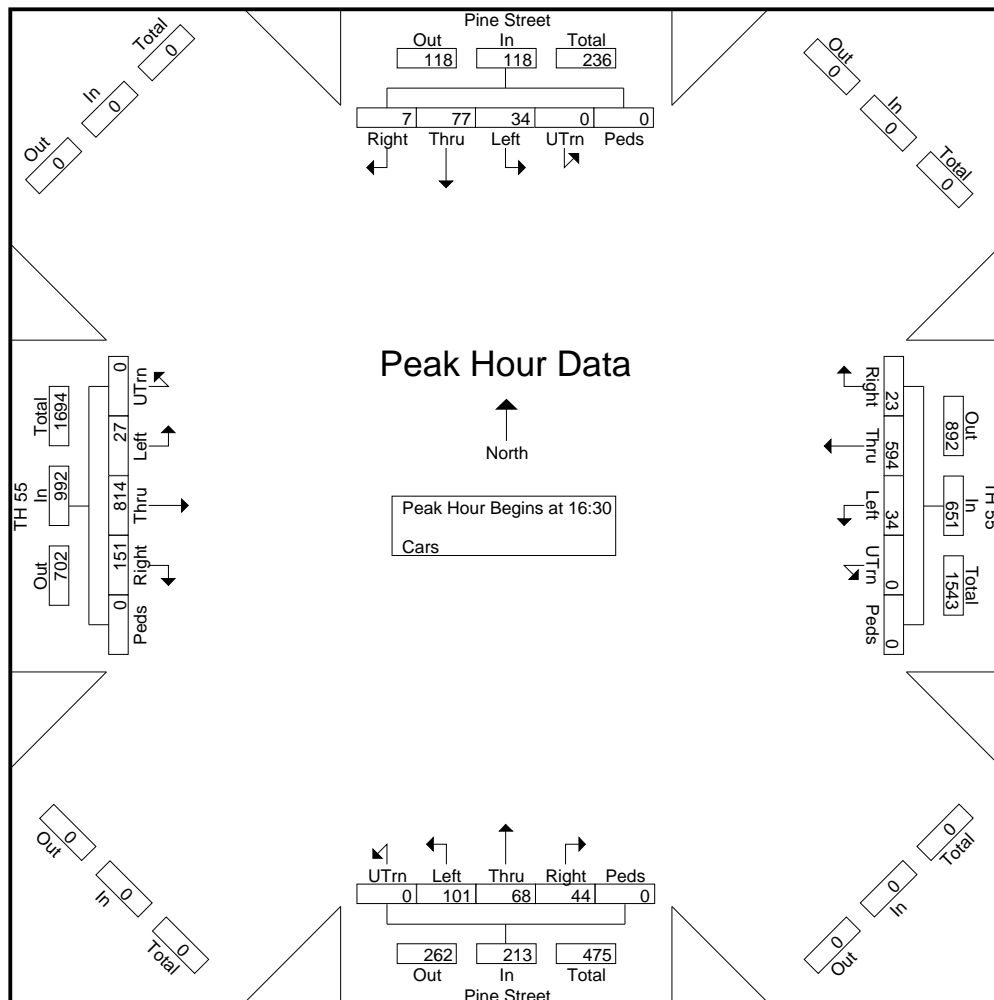 Pine Street
Out In Total
118 118 236
7 77 34 0 0
Right Thru Left UTrn Peds
Total 0
In 0
Out 0
Out 0
In 0
Total 0
Peak Hour Data
North
Peak Hour Begins at 16:30
Cars
TH 55
Total 1694
In 992
Out 702
0 UTrn
27 Left
814 Thru
151 Right
0 Peds
Right 23
Thru 594
Left 34
UTrn 0
Peds 0
Out 892
In 651
Total 1543
TH 55
Out 0
In 0
Total 0
UTrn Left Thru Right Peds
0 101 68 44 0
262 213 475
Out In Total
Pine Street
Total 0
In 0
Out 0